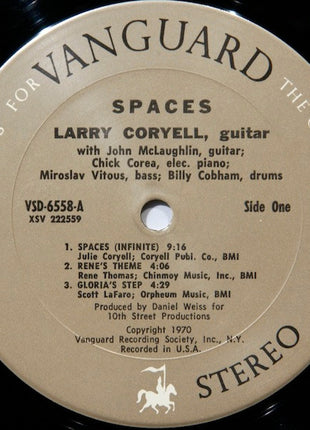 S FOR VANGUARD THE CO
SPACES
LARRY CORYELL, guitar
with John McLaughlin, guitar;
Chick Corea, elec. piano;
Miroslav Vitous, bass; Billy Cobham, drums
VSD-6558-A
XSV 222559
Side One
1. SPACES (INFINITE) 9:16
Julie Coryell; Coryell Publ. Co., BMI
2. RENE'S THEME 4:06
Rene Thomas; Chinmoy Music, Inc., BMI
3. GLORIA'S STEP 4:29
Scott LaFaro; Orpheum Music, BMI
Produced by Daniel Weiss for
10th Street Productions
Copyright 1970
Vanguard Recording Society, Inc., N.Y.
Recorded in U.S.A.
STEREO